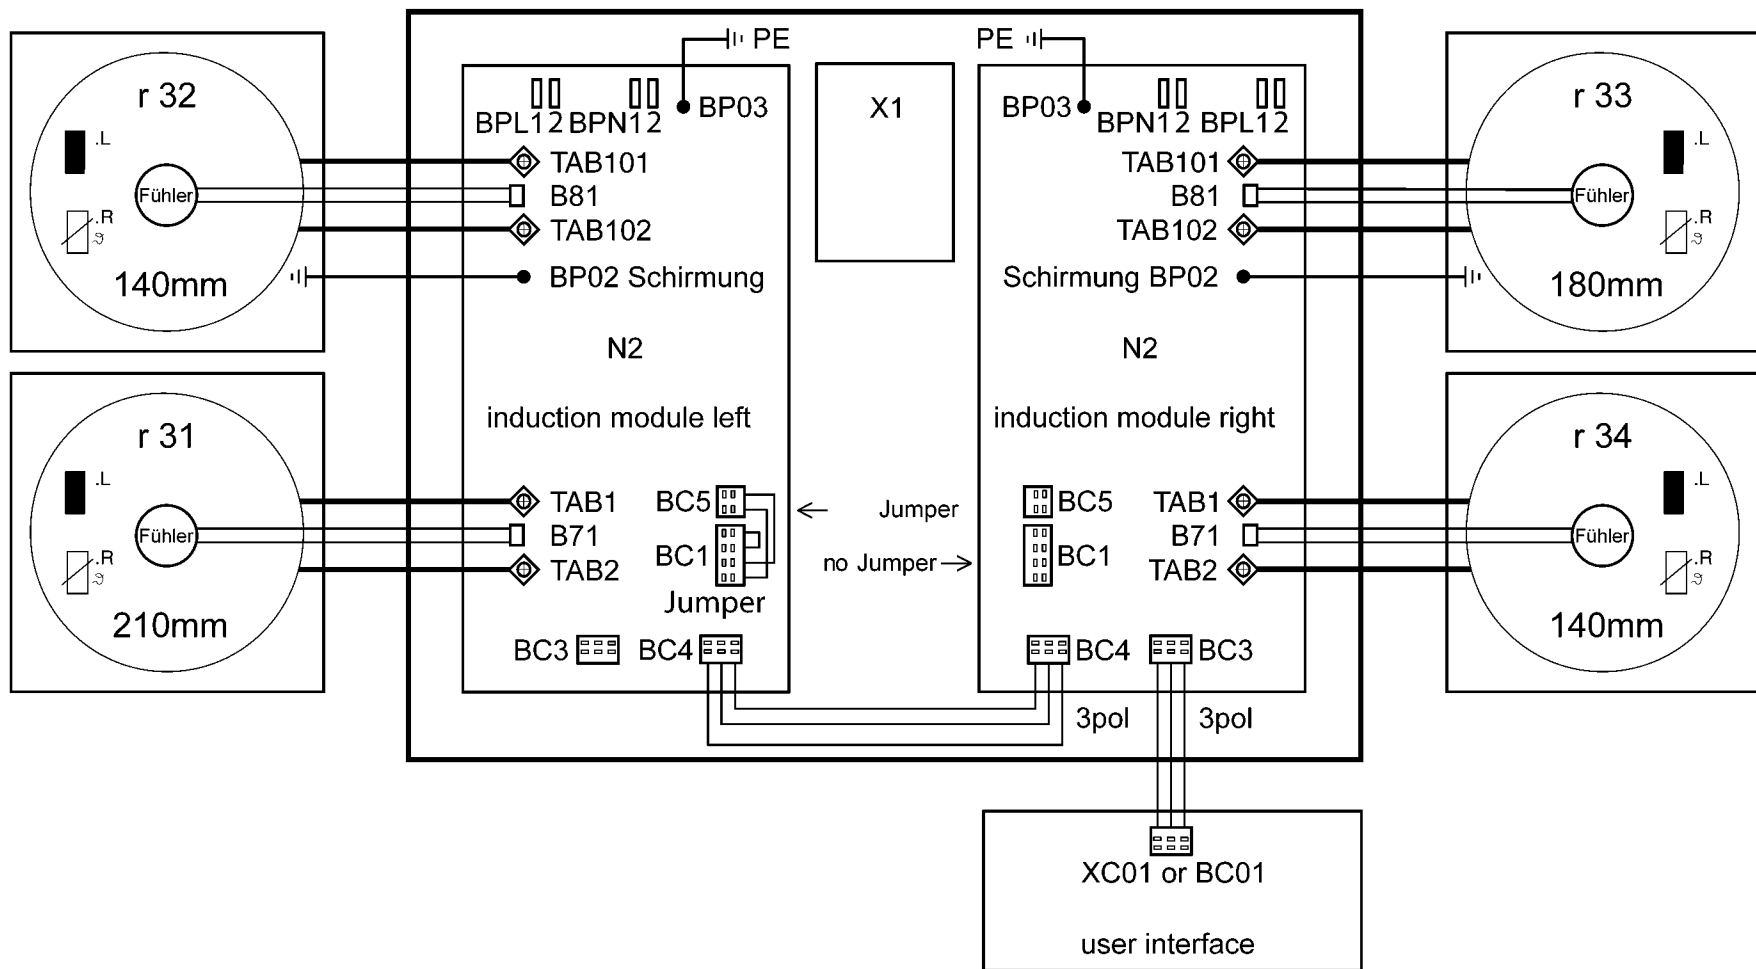 PE
PE
r 32
.L
Fühler
.R
ϑ
140mm
BPL12 BPN12
BP03
TAB101
B81
TAB102
BP02 Schirmung
N2
induction module left
X1
BP03
BPN12 BPL12
TAB101
B81
TAB102
Schirmung BP02
N2
induction module right
r 33
.L
Fühler
.R
ϑ
180mm
r 31
.L
Fühler
.R
ϑ
210mm
TAB1
B71
TAB2
BC5
BC1
Jumper
BC3
BC4
Jumper
no Jumper
BC5
BC1
TAB1
B71
TAB2
BC4
BC3
3pol
3pol
r 34
.L
Fühler
.R
ϑ
140mm
XC01 or BC01
user interface